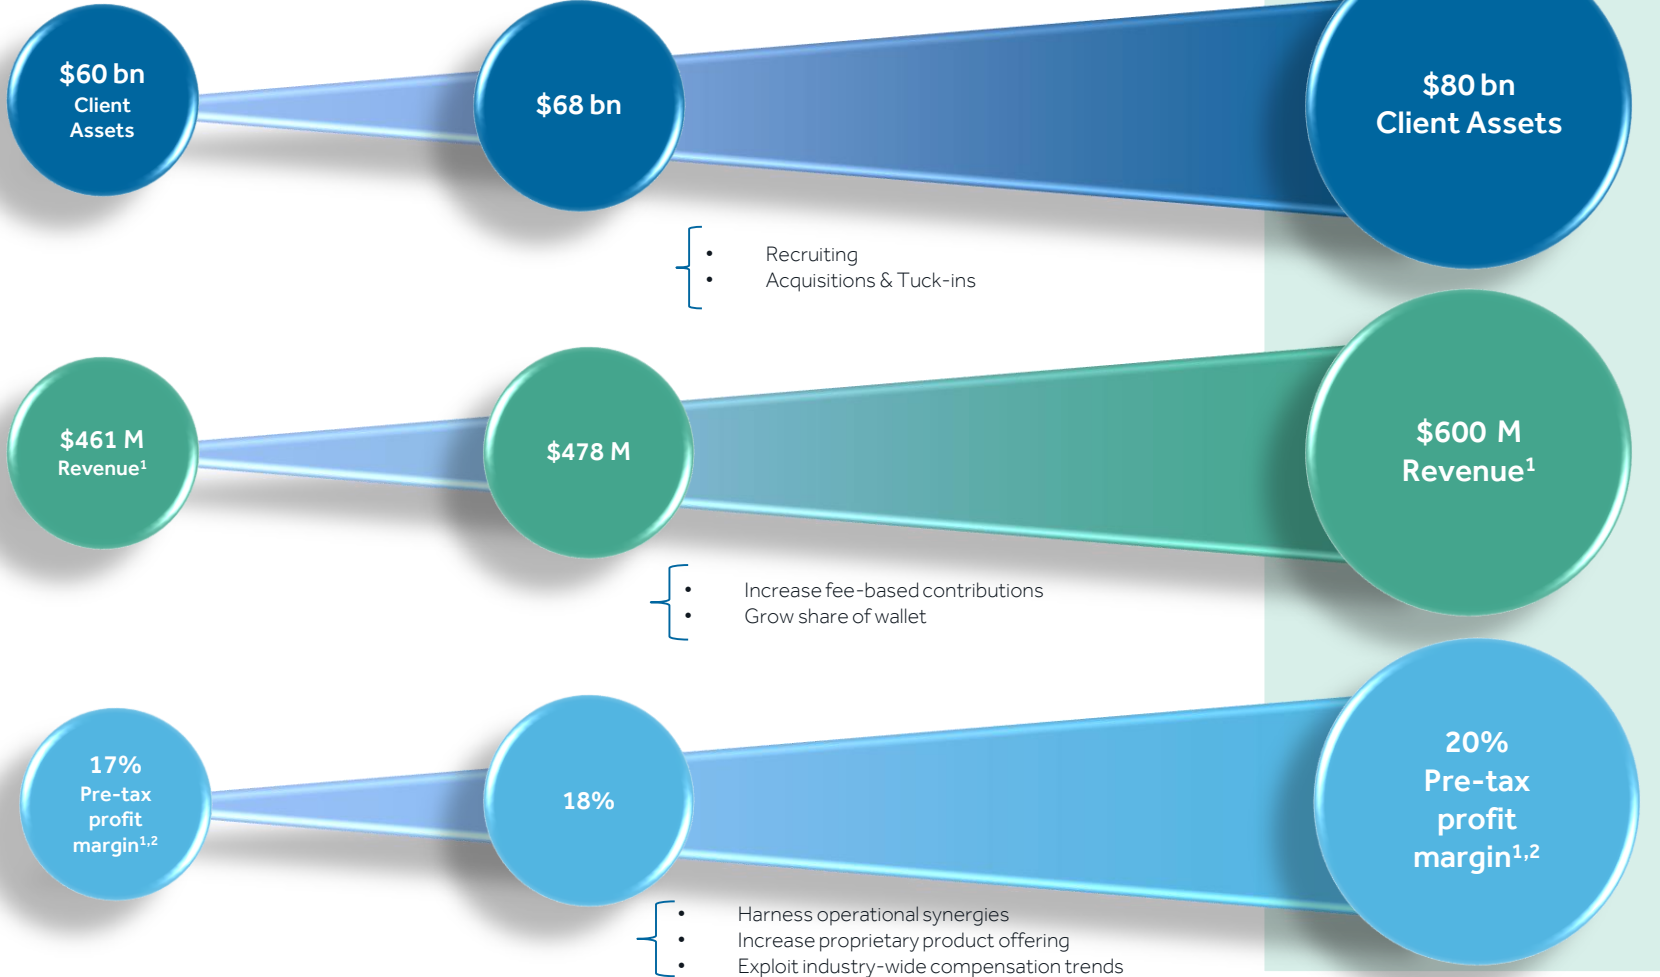 $60 bn
Client
Assets
$68 bn
$80 bn
Client Assets
• Recruiting
• Acquisitions & Tuck-ins
$461 M
Revenue¹
$478 M
$600 M
Revenue¹
• Increase fee-based contributions
• Grow share of wallet
17%
Pre-tax
profit
margin¹,²
18%
20%
Pre-tax
profit
margin¹,²
• Harness operational synergies
• Increase proprietary product offering
• Exploit industry-wide compensation trends